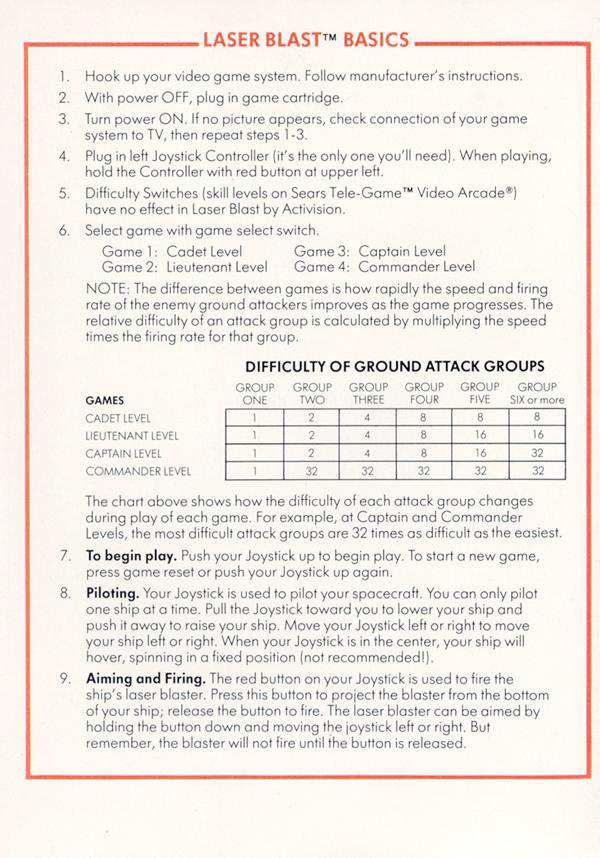 LASER BLAST™ BASICS
1. Hook up your video game system. Follow manufacturer's instructions.
2. With power OFF, plug in game cartridge.
3. Turn power ON. If no picture appears, check connection of your game
system to TV, then repeat steps 1-3.
4. Plug in left Joystick Controller (it's the only one you'll need). When playing,
hold the Controller with red button at upper left.
5. Difficulty Switches (skill levels on Sears Tele-Game™ Video Arcade®)
have no effect in Laser Blast by Activision.
6. Select game with game select switch.
Game 1: Cadet Level Game 3: Captain Level
Game 2: Lieutenant Level Game 4: Commander Level
NOTE: The difference between games is how rapidly the speed and firing
rate of the enemy ground attackers improves as the game progresses. The
relative difficulty of an attack group is calculated by multiplying the speed
times the firing rate for that group.
DIFFICULTY OF GROUND ATTACK GROUPS
GROUP GROUP GROUP GROUP GROUP GROUP
GAMES ONE TWO THREE FOUR FIVE SIX or more
CADET LEVEL 1 2 4 8 8 8
LIEUTENANT LEVEL 1 2 4 8 16 16
CAPTAIN LEVEL 1 2 4 8 16 32
COMMANDER LEVEL 1 32 32 32 32 32
The chart above shows how the difficulty of each attack group changes
during play of each game. For example, at Captain and Commander
Levels, the most difficult attack groups are 32 times as difficult as the easiest.
7. To begin play. Push your Joystick up to begin play. To start a new game,
press game reset or push your Joystick up again.
8. Piloting. Your Joystick is used to pilot your spacecraft. You can only pilot
one ship at a time. Pull the Joystick toward you to lower your ship and
push it away to raise your ship. Move your Joystick left or right to move
your ship left or right. When your Joystick is in the center, your ship will
hover, spinning in a fixed position (not recommended!).
9. Aiming and Firing. The red button on your Joystick is used to fire the
ship's laser blaster. Press this button to project the blaster from the bottom
of your ship; release the button to fire. The laser blaster can be aimed by
holding the button down and moving the joystick left or right. But
remember, the blaster will not fire until the button is released.